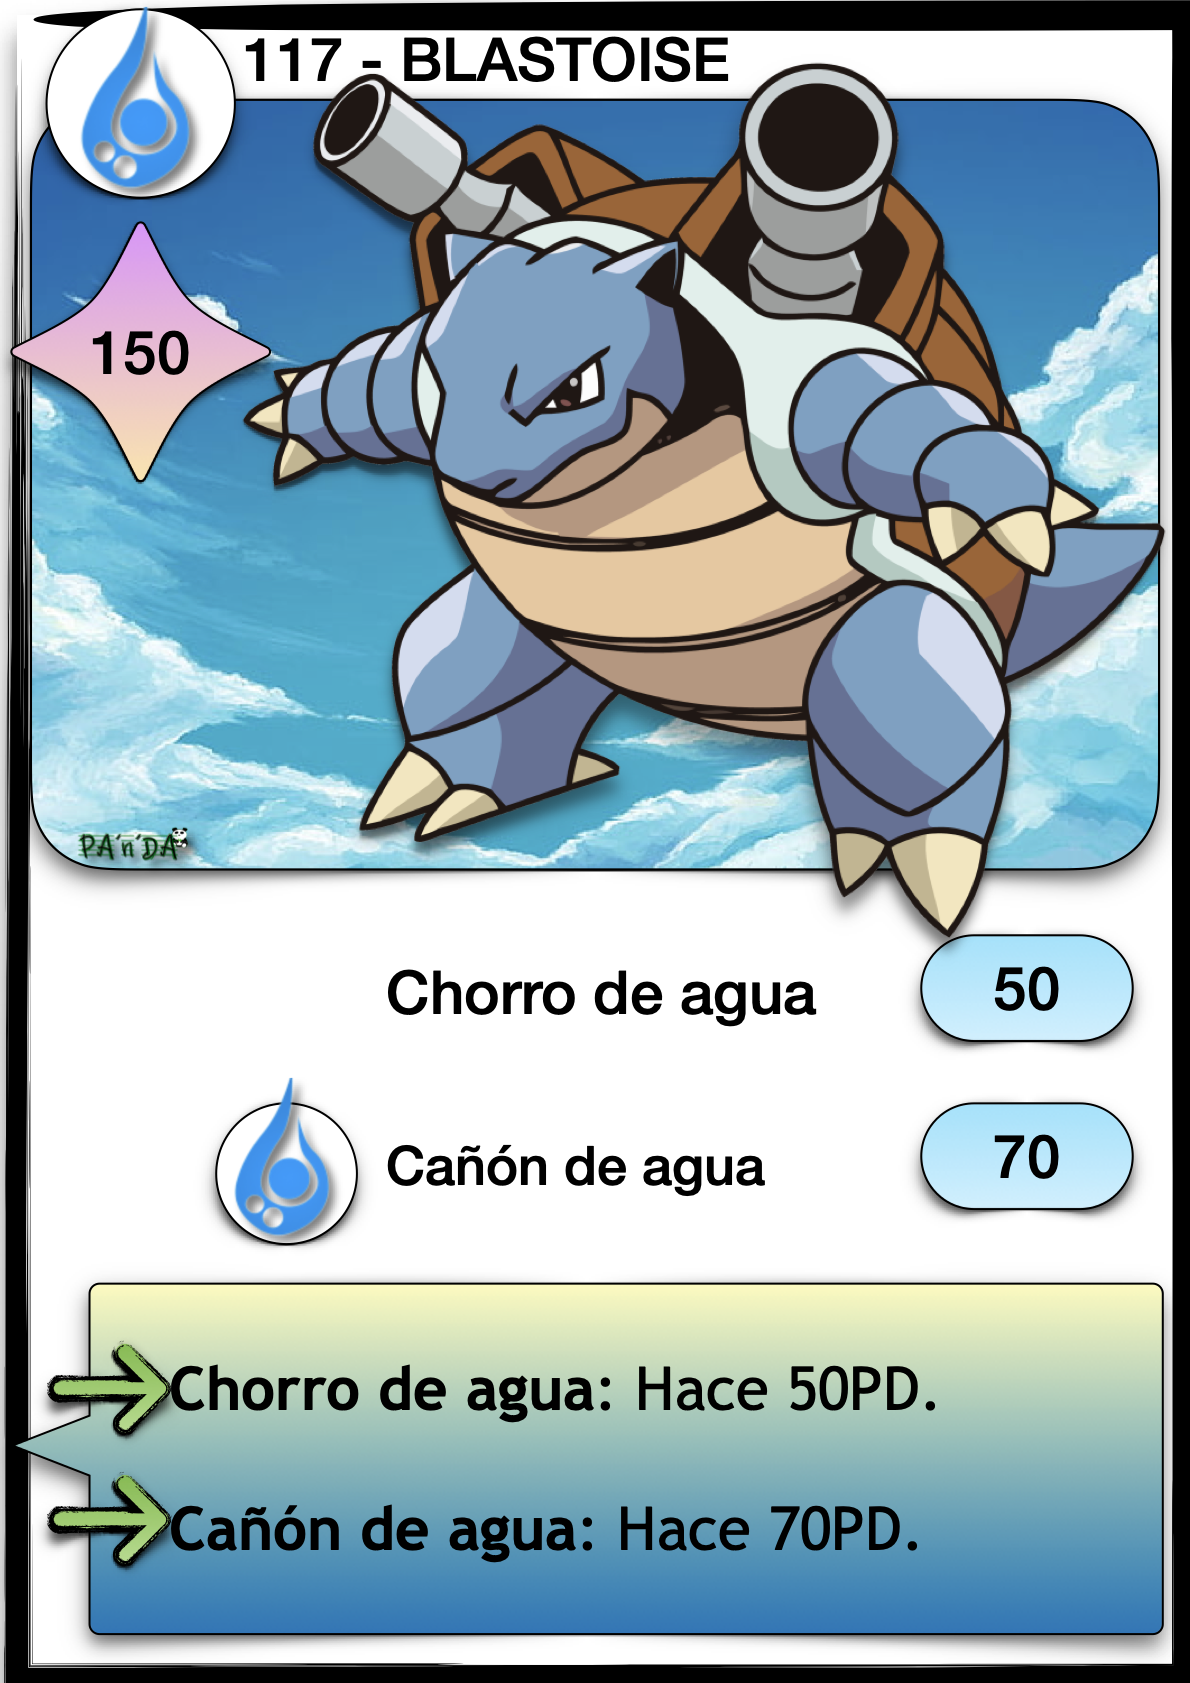 117 - BLASTOISE
150
PA'n'DA
Chorro de agua 50
Cañón de agua 70
Chorro de agua: Hace 50PD.
Cañón de agua: Hace 70PD.